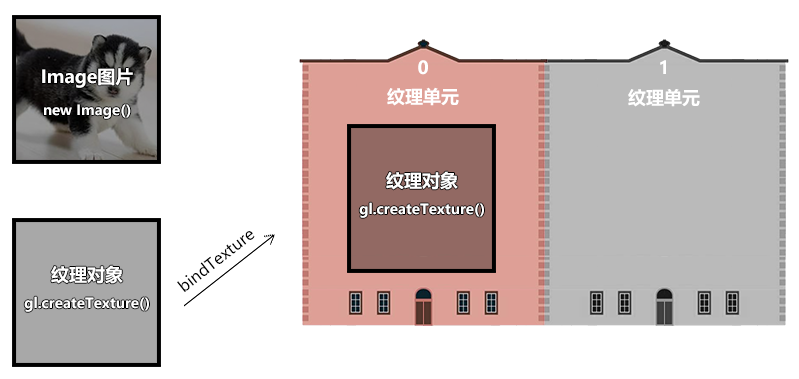 Image图片
new Image()
纹理对象
gl.createTexture()
bindTexture
0
纹理单元
纹理对象
gl.createTexture()
1
纹理单元